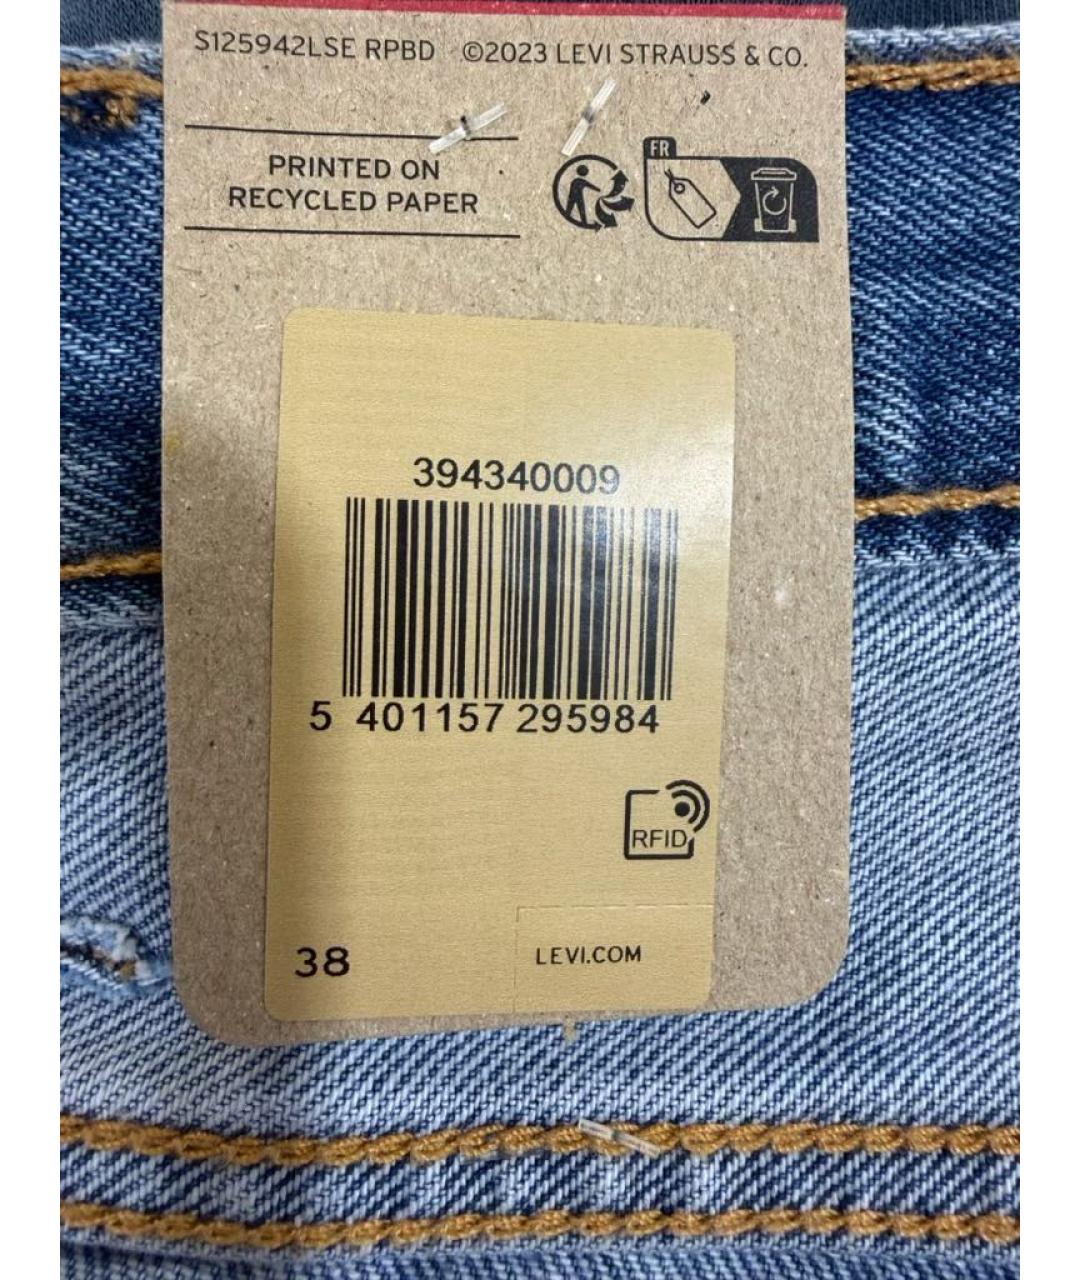 S125942LSE RPBD ©2023 LEVI STRAUSS & CO.
PRINTED ON
RECYCLED PAPER
FR
394340009
5 401157 295984
RFID
38
LEVI.COM